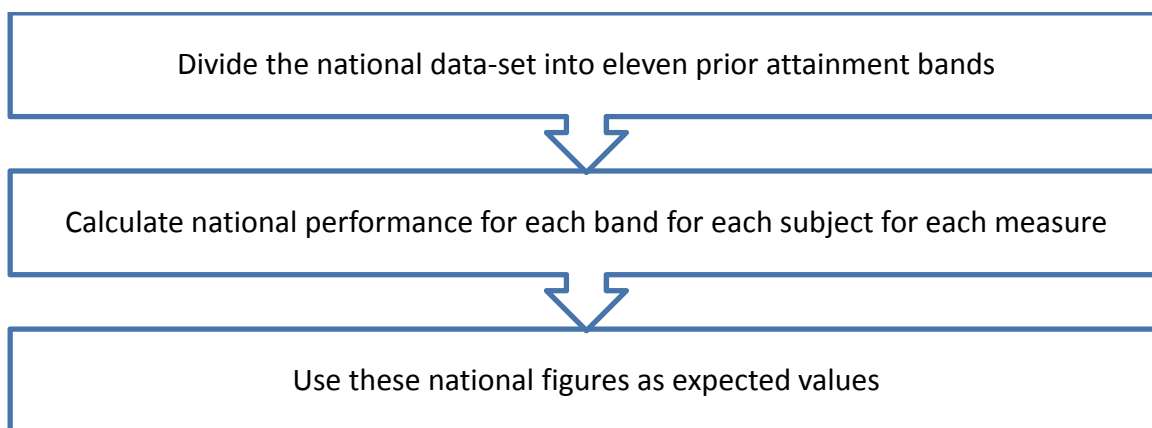 Divide the national data-set into eleven prior attainment bands
Calculate national performance for each band for each subject for each measure
Use these national figures as expected values